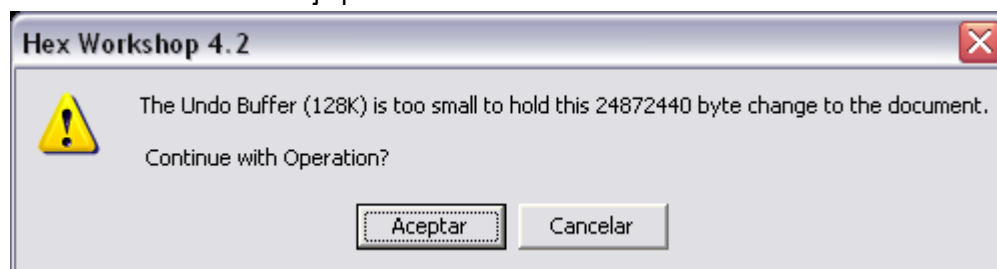 Hex Workshop 4.2
The Undo Buffer (128K) is too small to hold this 24872440 byte change to the document.
Continue with Operation?
Aceptar
Cancelar